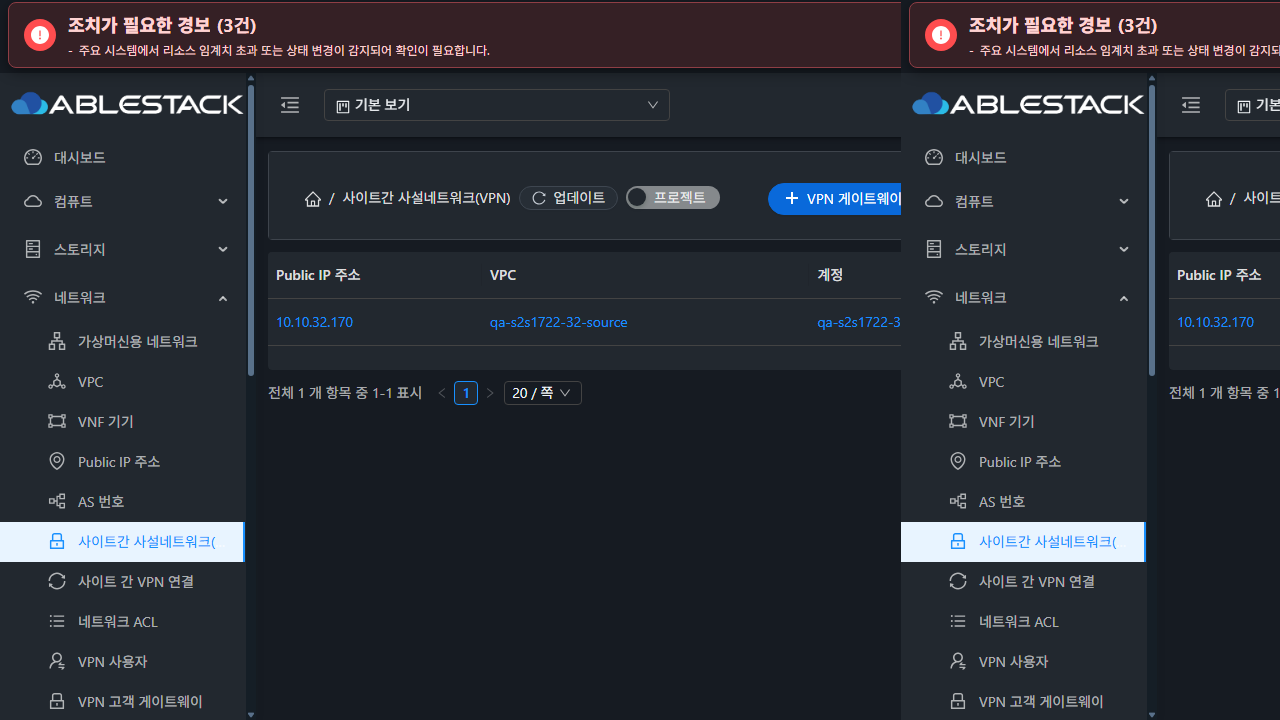 조치가 필요한 경보 (3건)
- 주요 시스템에서 리소스 임계치 초과 또는 상태 변경이 감지되어 확인이 필요합니다.
ABLESTACK
기본 보기
대시보드
컴퓨트
스토리지
네트워크
가상머신용 네트워크
VPC
VNF 기기
Public IP 주소
AS 번호
사이트간 사설네트워크(
사이트 간 VPN 연결
네트워크 ACL
VPN 사용자
VPN 고객 게이트웨이
/ 사이트간 사설네트워크(VPN)
업데이트
프로젝트
+ VPN 게이트웨이
Public IP 주소 VPC 계정
10.10.32.170 qa-s2s1722-32-source qa-s2s1722-3
전체 1 개 항목 중 1-1 표시 < 1 > 20 / 쪽
조치가 필요한 경보 (3건)
- 주요 시스템에서 리소스 임계치 초과 또는 상태 변경이 감지되
ABLESTACK
기본
대시보드
컴퓨트
스토리지
네트워크
가상머신용 네트워크
VPC
VNF 기기
Public IP 주소
AS 번호
사이트간 사설네트워크(
사이트 간 VPN 연결
네트워크 ACL
VPN 사용자
VPN 고객 게이트웨이
/ 사이트
Public IP 주소
10.10.32.170
전체 1 개 항목 중 1